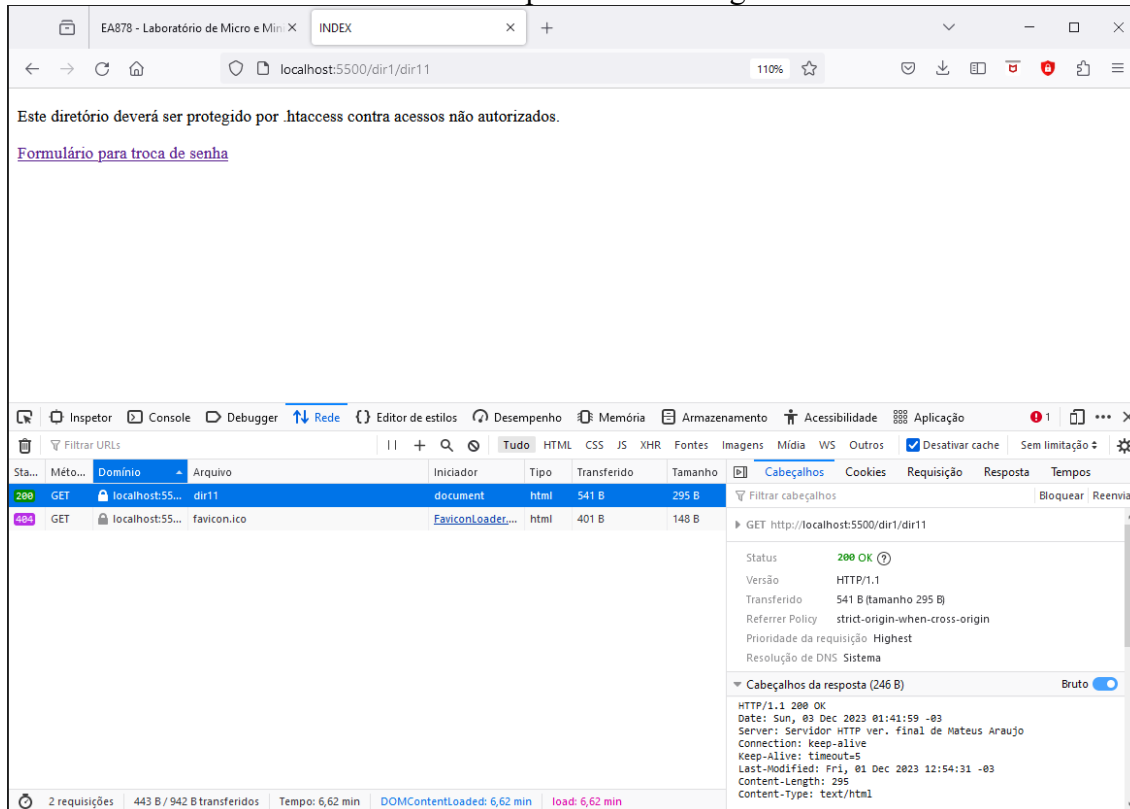 EA878 - Laboratório de Micro e Mini
INDEX
localhost:5500/dir1/dir11
110%
Este diretório deverá ser protegido por .htaccess contra acessos não autorizados.
Formulário para troca de senha
Inspetor Console Debugger Rede Editor de estilos Desempenho Memória Armazenamento Acessibilidade Aplicação 1
Filtrar URLs Tudo HTML CSS JS XHR Fontes Imagens Mídia WS Outros Desativar cache Sem limitação
Sta... Méto... Domínio Arquivo Iniciador Tipo Transferido Tamanho Cabeçalhos Cookies Requisição Resposta Tempos
200 GET localhost:55... dir11 document html 541 B 295 B
404 GET localhost:55... favicon.ico FaviconLoader.... html 401 B 148 B
Filtrar cabeçalhos Bloquear Reenvia
GET http://localhost:5500/dir1/dir11
Status 200 OK ?
Versão HTTP/1.1
Transferido 541 B (tamanho 295 B)
Referrer Policy strict-origin-when-cross-origin
Prioridade da requisição Highest
Resolução de DNS Sistema
Cabeçalhos da resposta (246 B) Bruto
HTTP/1.1 200 OK
Date: Sun, 03 Dec 2023 01:41:59 -03
Server: Servidor HTTP ver. final de Mateus Araujo
Connection: keep-alive
Keep-Alive: timeout=5
Last-Modified: Fri, 01 Dec 2023 12:54:31 -03
Content-Length: 295
Content-Type: text/html
2 requisições 443 B / 942 B transferidos Tempo: 6,62 min DOMContentLoaded: 6,62 min load: 6,62 min